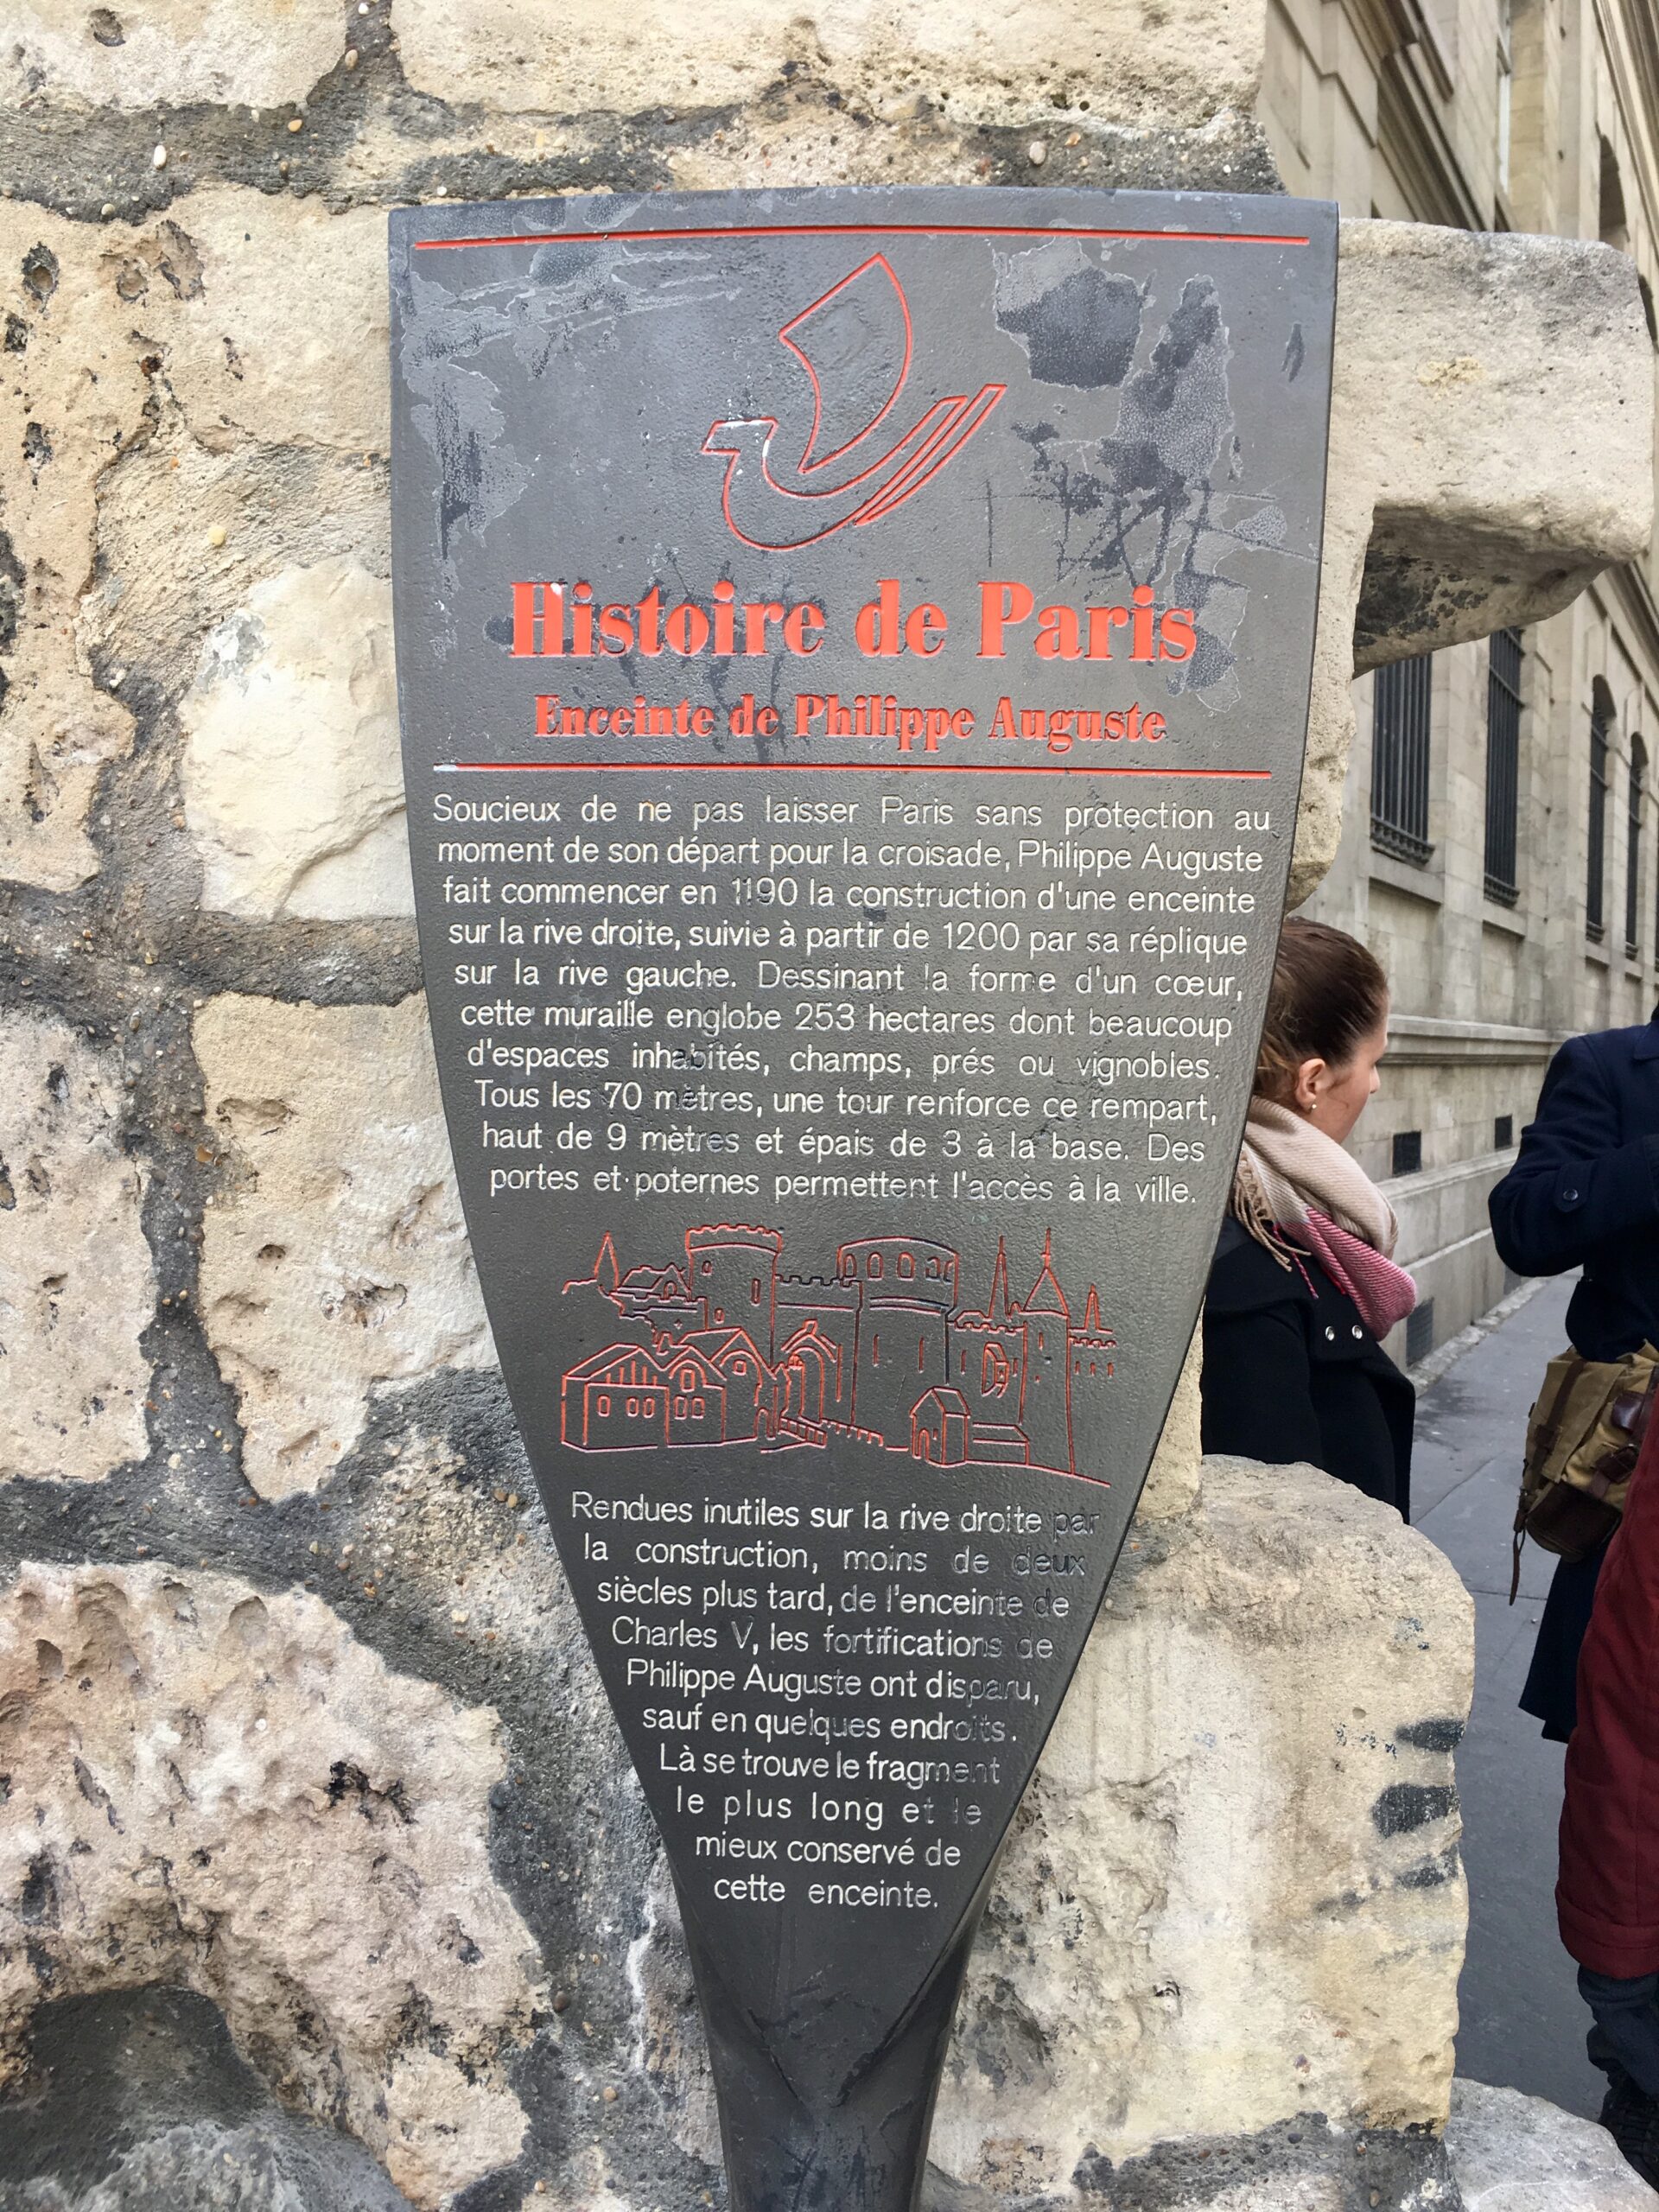 Histoire de Paris
Enceinte de Philippe Auguste
Soucieux de ne pas laisser Paris sans protection au
moment de son départ pour la croisade, Philippe Auguste
fait commencer en 1190 la construction d'une enceinte
sur la rive droite, suivie à partir de 1200 par sa réplique
sur la rive gauche. Dessinant la forme d'un cœur,
cette muraille englobe 253 hectares dont beaucoup
d'espaces inhabités, champs, prés ou vignobles.
Tous les 70 mètres, une tour renforce ce rempart,
haut de 9 mètres et épais de 3 à la base. Des
portes et poternes permettent l'accès à la ville.
Rendues inutiles sur la rive droite par
la construction, moins de deux
siècles plus tard, de l'enceinte de
Charles V, les fortifications de
Philippe Auguste ont disparu,
sauf en quelques endroits.
Là se trouve le fragment
le plus long et le
mieux conservé de
cette enceinte.